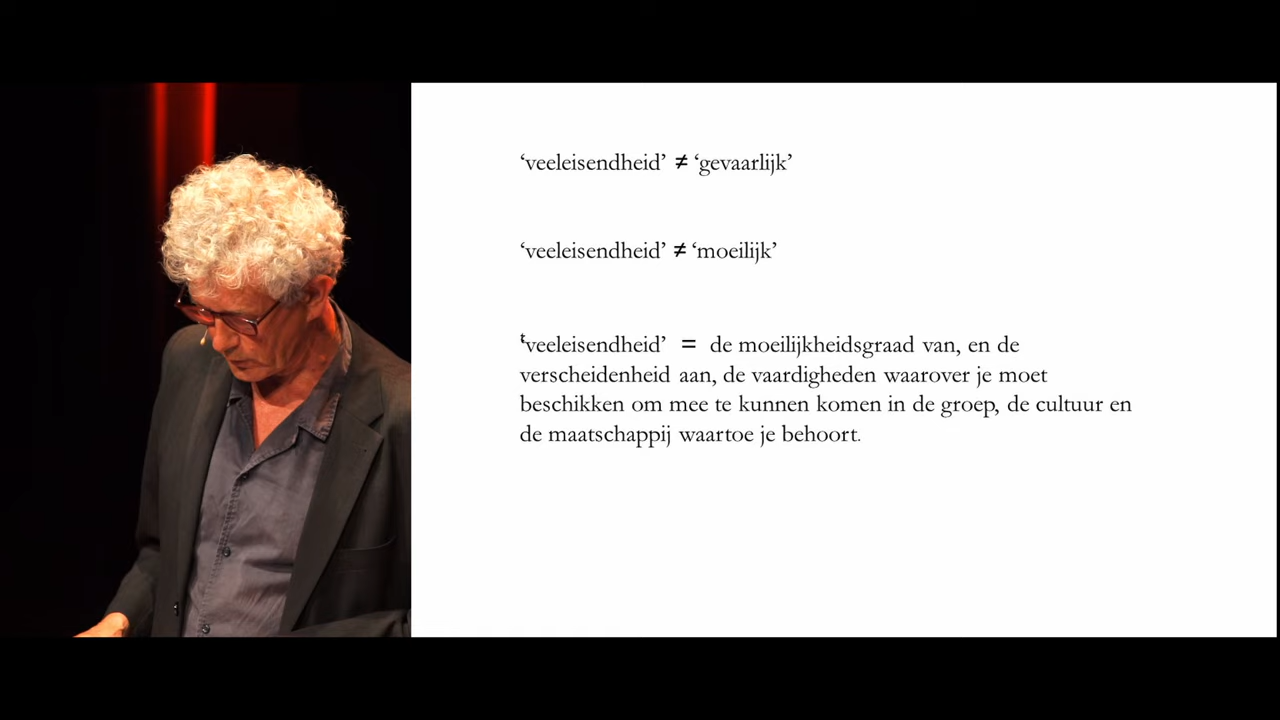 ‘veeleisendheid’ ≠ ‘gevaarlijk’
‘veeleisendheid’ ≠ ‘moeilijk’
‘veeleisendheid’ = de moeilijkheidsgraad van, en de
verscheidenheid aan, de vaardigheden waarover je moet
beschikken om mee te kunnen komen in de groep, de cultuur en
de maatschappij waartoe je behoort.